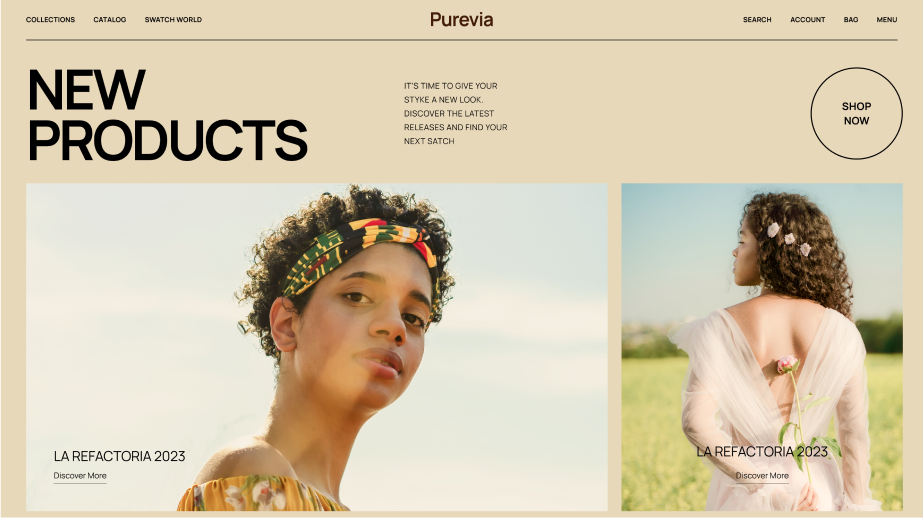 COLLECTIONS CATALOG SWATCH WORLD Purevia SEARCH ACCOUNT BAG MENU
NEW
PRODUCTS
IT'S TIME TO GIVE YOUR
STYKE A NEW LOOK.
DISCOVER THE LATEST
RELEASES AND FIND YOUR
NEXT SATCH
SHOP
NOW
LA REFACTORIA 2023
Discover More
LA REFACTORIA 2023
Discover More